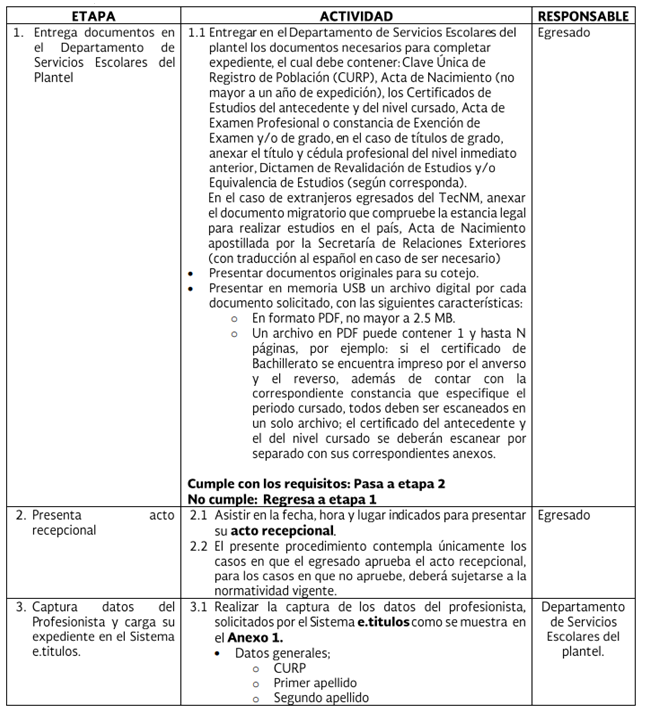 ETAPA
ACTIVIDAD
RESPONSABLE
1. Entrega documentos en
el Departamento de
Servicios Escolares del
Plantel
1.1 Entregar en el Departamento de Servicios Escolares del
plantel los documentos necesarios para completar
expediente, el cual debe contener: Clave Única de
Registro de Población (CURP), Acta de Nacimiento (no
mayor a un año de expedición), los Certificados de
Estudios del antecedente y del nivel cursado, Acta de
Examen Profesional o constancia de Exención de
Examen y/o de grado, en el caso de títulos de grado,
anexar el título y cédula profesional del nivel inmediato
anterior, Dictamen de Revalidación de Estudios y/o
Equivalencia de Estudios (según corresponda).
En el caso de extranjeros egresados del TecNM, anexar
el documento migratorio que compruebe la estancia legal
para realizar estudios en el país, Acta de Nacimiento
apostillada por la Secretaría de Relaciones Exteriores
(con traducción al español en caso de ser necesario)
• Presentar documentos originales para su cotejo.
• Presentar en memoria USB un archivo digital por cada
documento solicitado, con las siguientes características:
o En formato PDF, no mayor a 2.5 MB.
o Un archivo en PDF puede contener 1 y hasta N
páginas, por ejemplo: si el certificado de
Bachillerato se encuentra impreso por el anverso
y el reverso, además de contar con la
correspondiente constancia que especifique el
periodo cursado, todos deben ser escaneados en
un solo archivo; el certificado del antecedente y
el del nivel cursado se deberán escanear por
separado con sus correspondientes anexos.
Cumple con los requisitos: Pasa a etapa 2
No cumple: Regresa a etapa 1
Egresado
2. Presenta acto
recepcional
2.1 Asistir en la fecha, hora y lugar indicados para presentar
su acto recepcional.
2.2 El presente procedimiento contempla únicamente los
casos en que el egresado aprueba el acto recepcional,
para los casos en que no apruebe, deberá sujetarse a la
normatividad vigente.
Egresado
3. Captura datos del
Profesionista y carga su
expediente en el Sistema
e.titulos.
3.1 Realizar la captura de los datos del profesionista,
solicitados por el Sistema e.titulos como se muestra en
el Anexo 1.
• Datos generales;
o CURP
o Primer apellido
o Segundo apellido
Departamento
de Servicios
Escolares del
plantel.